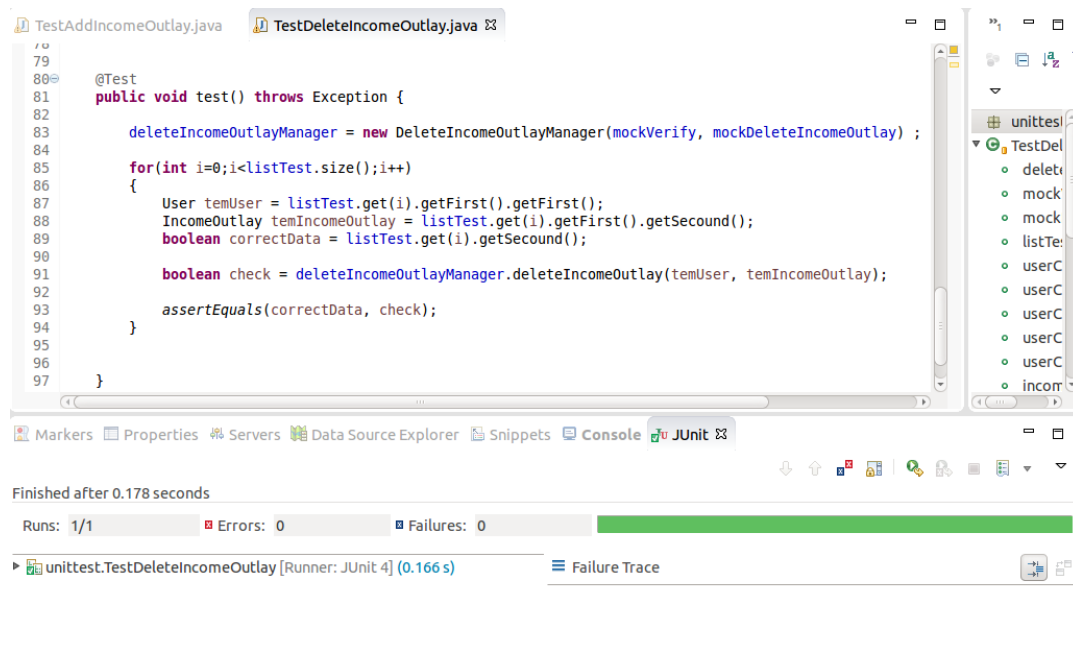 TestAddIncomeOutlay.java TestDeleteIncomeOutlay.java
78
79
80 @Test
81 public void test() throws Exception {
82
83 deleteIncomeOutlayManager = new DeleteIncomeOutlayManager(mockVerify, mockDeleteIncomeOutlay) ;
84
85 for(int i=0;i<listTest.size();i++)
86 {
87 User temUser = listTest.get(i).getFirst().getFirst();
88 IncomeOutlay temIncomeOutlay = listTest.get(i).getFirst().getSecound();
89 boolean correctData = listTest.get(i).getSecound();
90
91 boolean check = deleteIncomeOutlayManager.deleteIncomeOutlay(temUser, temIncomeOutlay);
92
93 assertEquals(correctData, check);
94 }
95
96
97 }
»1
unittest
TestDel
delete
mock
mock
listTes
userC
userC
userC
userC
userC
incom
Markers Properties Servers Data Source Explorer Snippets Console JUnit
Finished after 0.178 seconds
Runs: 1/1 Errors: 0 Failures: 0
unittest.TestDeleteIncomeOutlay [Runner: JUnit 4] (0.166 s) Failure Trace